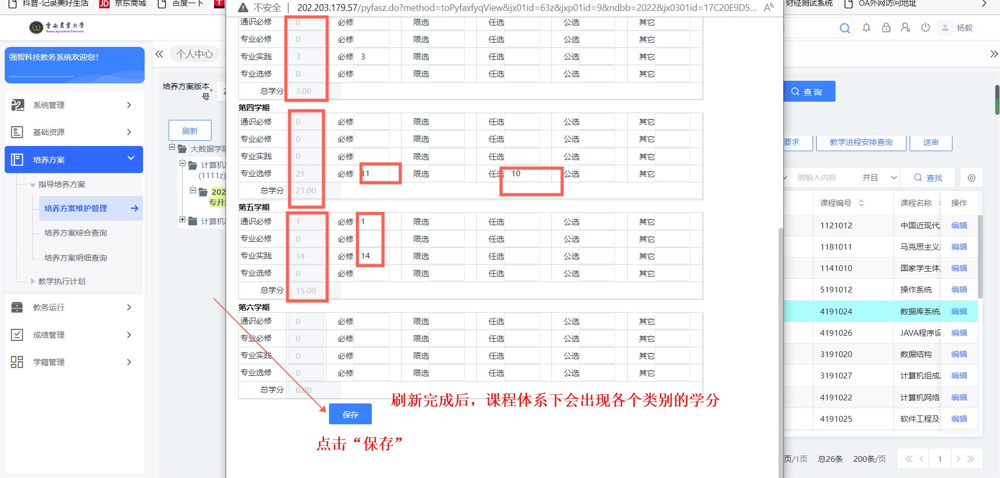 抖音-记录美好生活 JD 京东商城 百度一下
不安全 202.203.179.57/pyfasz.do?method=toPyfaxfyqView&jx01id=63z&jxp01id=9&ndbb=2022&jx0301id=17C20E9D5...
财经测试系统 OA外网访问地址
雲南農業大學
Yunnan Agricultural University
杨毅
强智科技教务系统欢迎您!
个人中心
系统管理
基础资源
培养方案
指导培养方案
培养方案维护管理
培养方案综合查询
培养方案明细查询
教学执行计划
教务运行
成绩管理
学籍管理
培养方案版本号*
刷新
大数据学院
计算机
(1111z)
202
专升
计算机
通识必修 0 必修 限选 任选 公选 其它
专业必修 0 必修 限选 任选 公选 其它
专业实践 3 必修 3 限选 任选 公选 其它
专业选修 0 必修 限选 任选 公选 其它
总学分 3.00
第四学期
通识必修 0 必修 限选 任选 公选 其它
专业必修 0 必修 限选 任选 公选 其它
专业实践 0 必修 限选 任选 公选 其它
专业选修 21 必修 11 限选 任选 10 公选 其它
总学分 21.00
第五学期
通识必修 1 必修 1 限选 任选 公选 其它
专业必修 0 必修 限选 任选 公选 其它
专业实践 14 必修 14 限选 任选 公选 其它
专业选修 0 必修 限选 任选 公选 其它
总学分 15.00
第六学期
通识必修 0 必修 限选 任选 公选 其它
专业必修 0 必修 限选 任选 公选 其它
专业实践 0 必修 限选 任选 公选 其它
专业选修 0 必修 限选 任选 公选 其它
总学分 0.00
刷新完成后，课程体系下会出现各个类别的学分
保存
点击“保存”
查 询
要求 教学进程安排查询 送审
请输入内容 并且 查找
课程编号 课程名称 操作
1121012 中国近现代 编辑
1181011 马克思主义 编辑
1141010 国家学生体 编辑
5191012 操作系统 编辑
4191024 数据库系统 编辑
4191026 JAVA程序设 编辑
3191020 数据结构 编辑
3191027 计算机组成 编辑
4191022 计算机网络 编辑
4191025 软件工程及 编辑
页/1页 总26条 200条/页 1